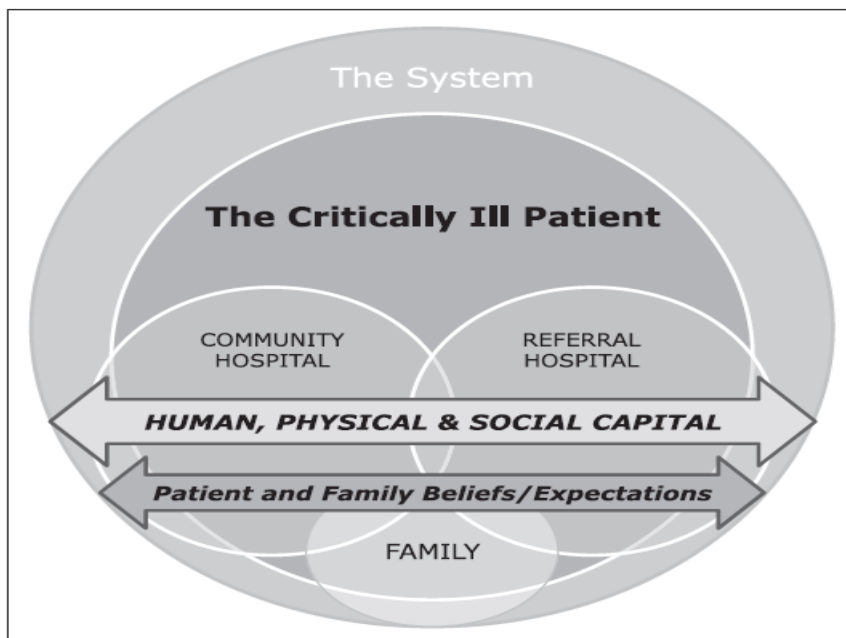 The System
The Critically Ill Patient
COMMUNITY
HOSPITAL
REFERRAL
HOSPITAL
HUMAN, PHYSICAL & SOCIAL CAPITAL
Patient and Family Beliefs/Expectations
FAMILY